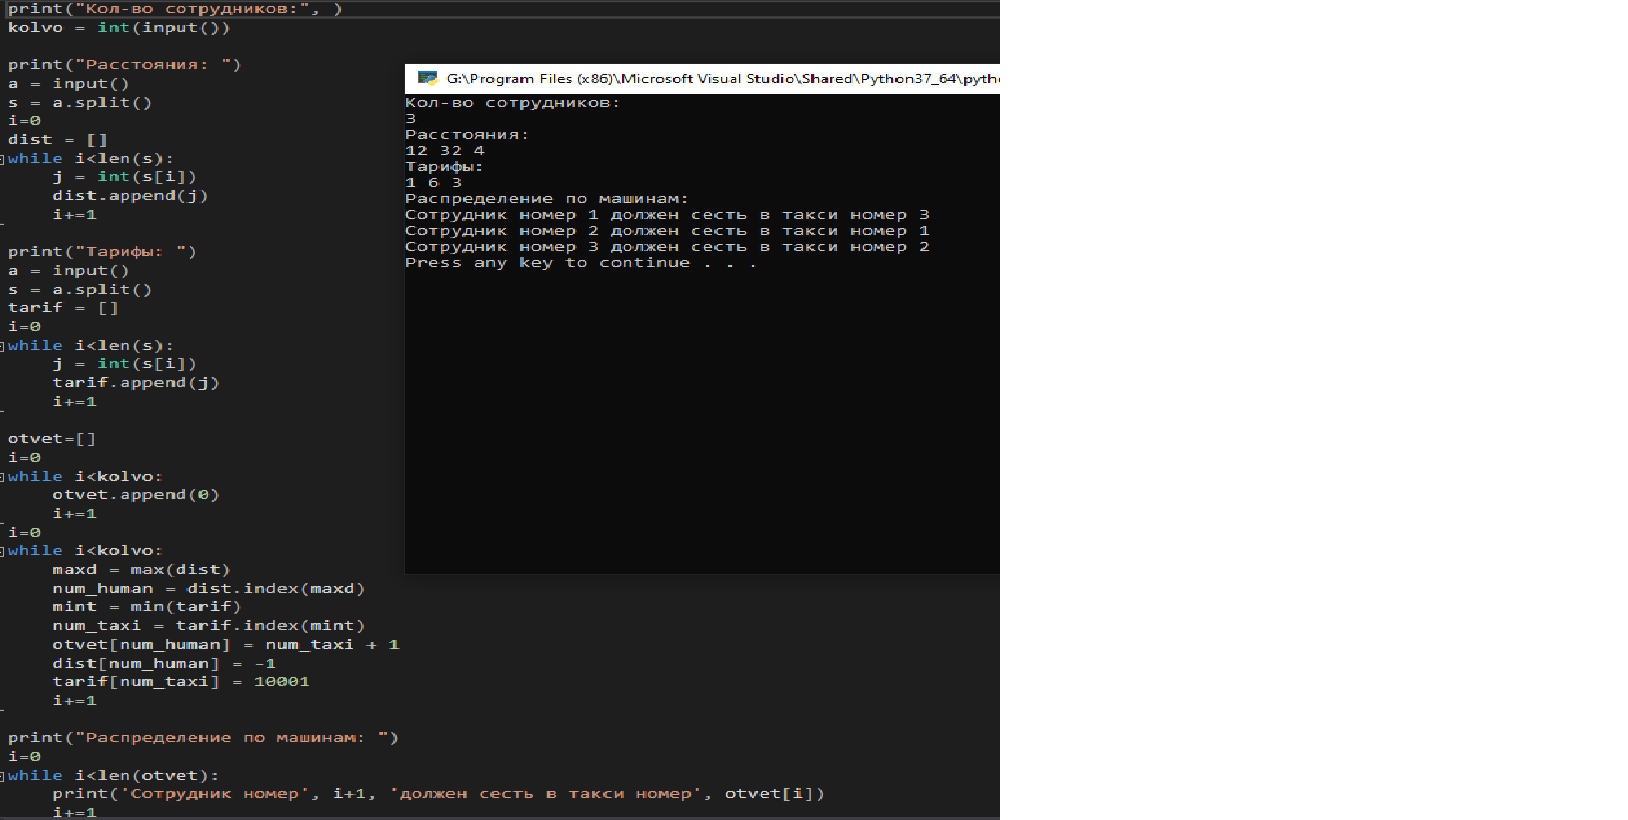 print("Кол-во сотрудников:", )
kolvo = int(input())
print("Расстояния: ")
a = input()
s = a.split()
i=0
dist = []
while i<len(s):
j = int(s[i])
dist.append(j)
i+=1
print("Тарифы: ")
a = input()
s = a.split()
tarif = []
i=0
while i<len(s):
j = int(s[i])
tarif.append(j)
i+=1
otvet=[]
i=0
while i<kolvo:
otvet.append(0)
i+=1
i=0
while i<kolvo:
maxd = max(dist)
num_human = dist.index(maxd)
mint = min(tarif)
num_taxi = tarif.index(mint)
otvet[num_human] = num_taxi + 1
dist[num_human] = -1
tarif[num_taxi] = 10001
i+=1
print("Распределение по машинам: ")
i=0
while i<len(otvet):
print('Сотрудник номер', i+1, 'должен сесть в такси номер', otvet[i])
i+=1
G:\Program Files (x86)\Microsoft Visual Studio\Shared\Python37_64\pytho
Кол-во сотрудников:
3
Расстояния:
12 32 4
Тарифы:
1 6 3
Распределение по машинам:
Сотрудник номер 1 должен сесть в такси номер 3
Сотрудник номер 2 должен сесть в такси номер 1
Сотрудник номер 3 должен сесть в такси номер 2
Press any key to continue . . .